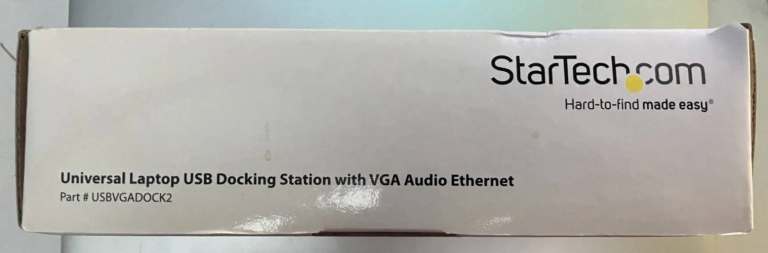 StarTech.com
Hard-to-find made easy®
Universal Laptop USB Docking Station with VGA Audio Ethernet
Part # USBVGADOCK2